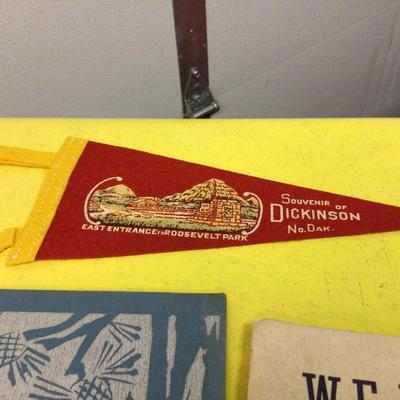 SOUVENIR OF
DICKINSON
NO. DAK.
EAST ENTRANCE TO ROOSEVELT PARK